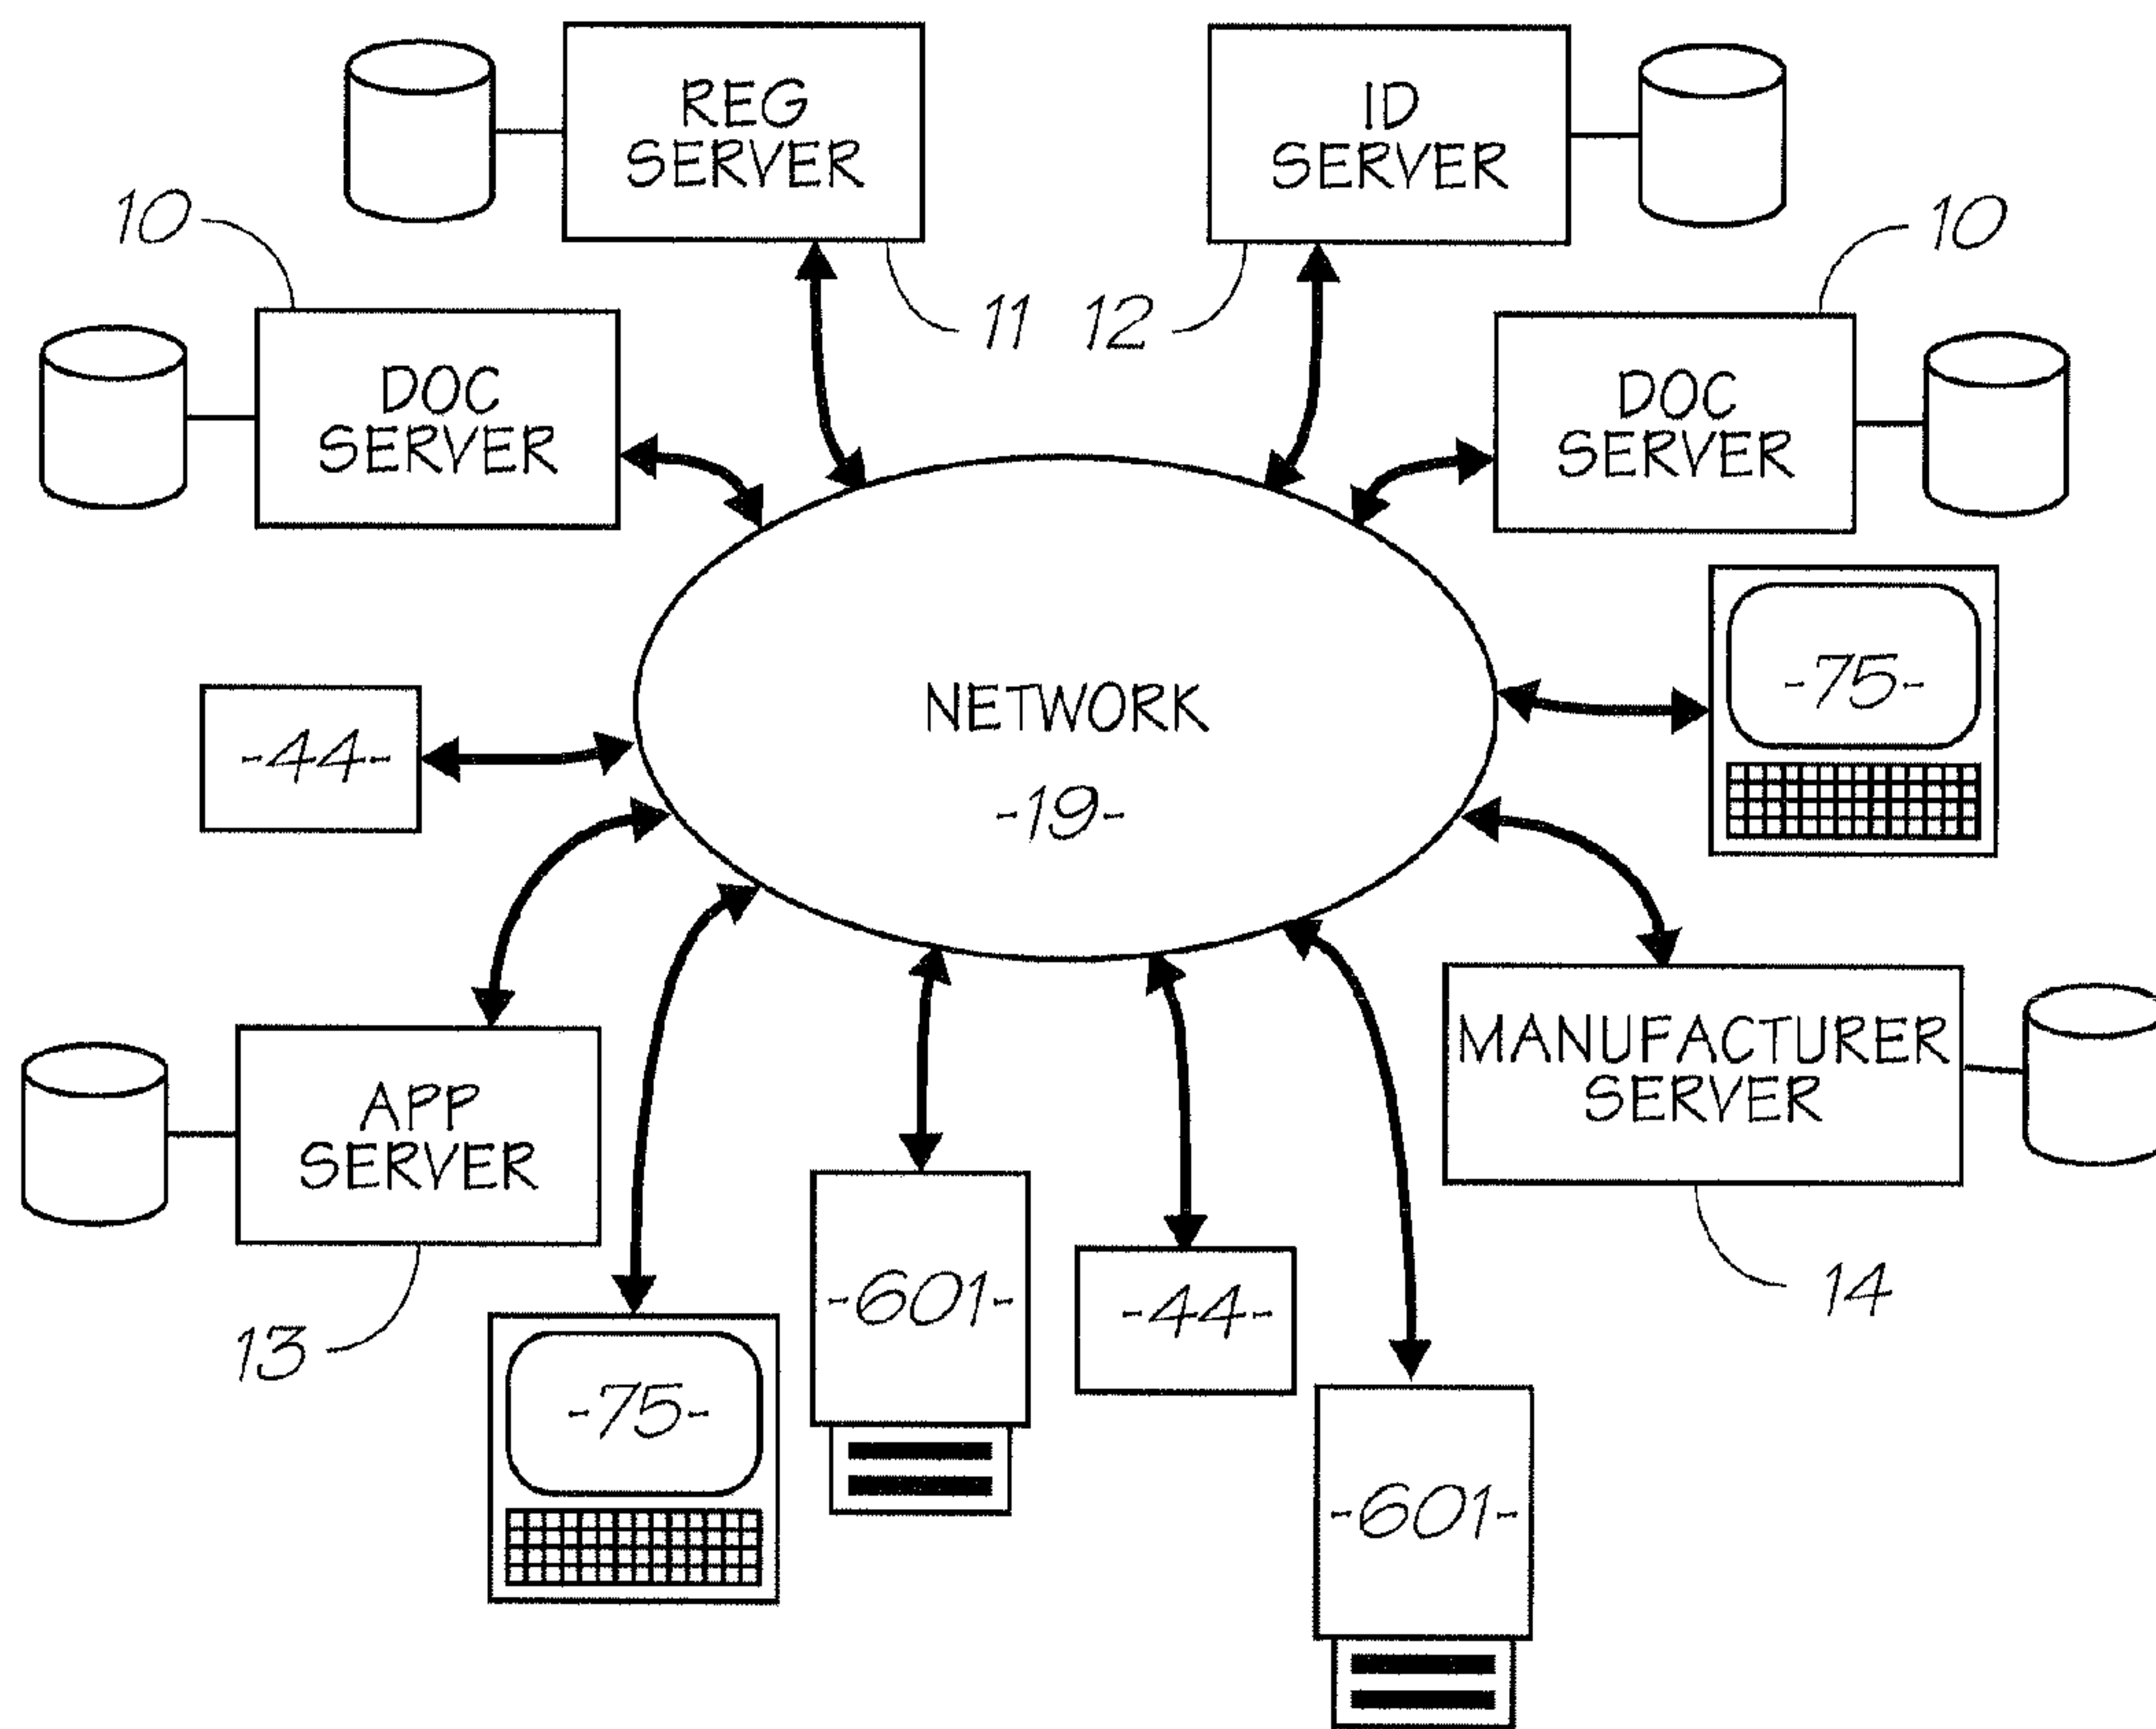 REG
SERVER
ID
SERVER
10
10
11
12
DOC
SERVER
DOC
SERVER
-75-
NETWORK
-19-
-44-
MANUFACTURER
SERVER
APP
SERVER
-601-
-44-
14
13
-75-
-601-